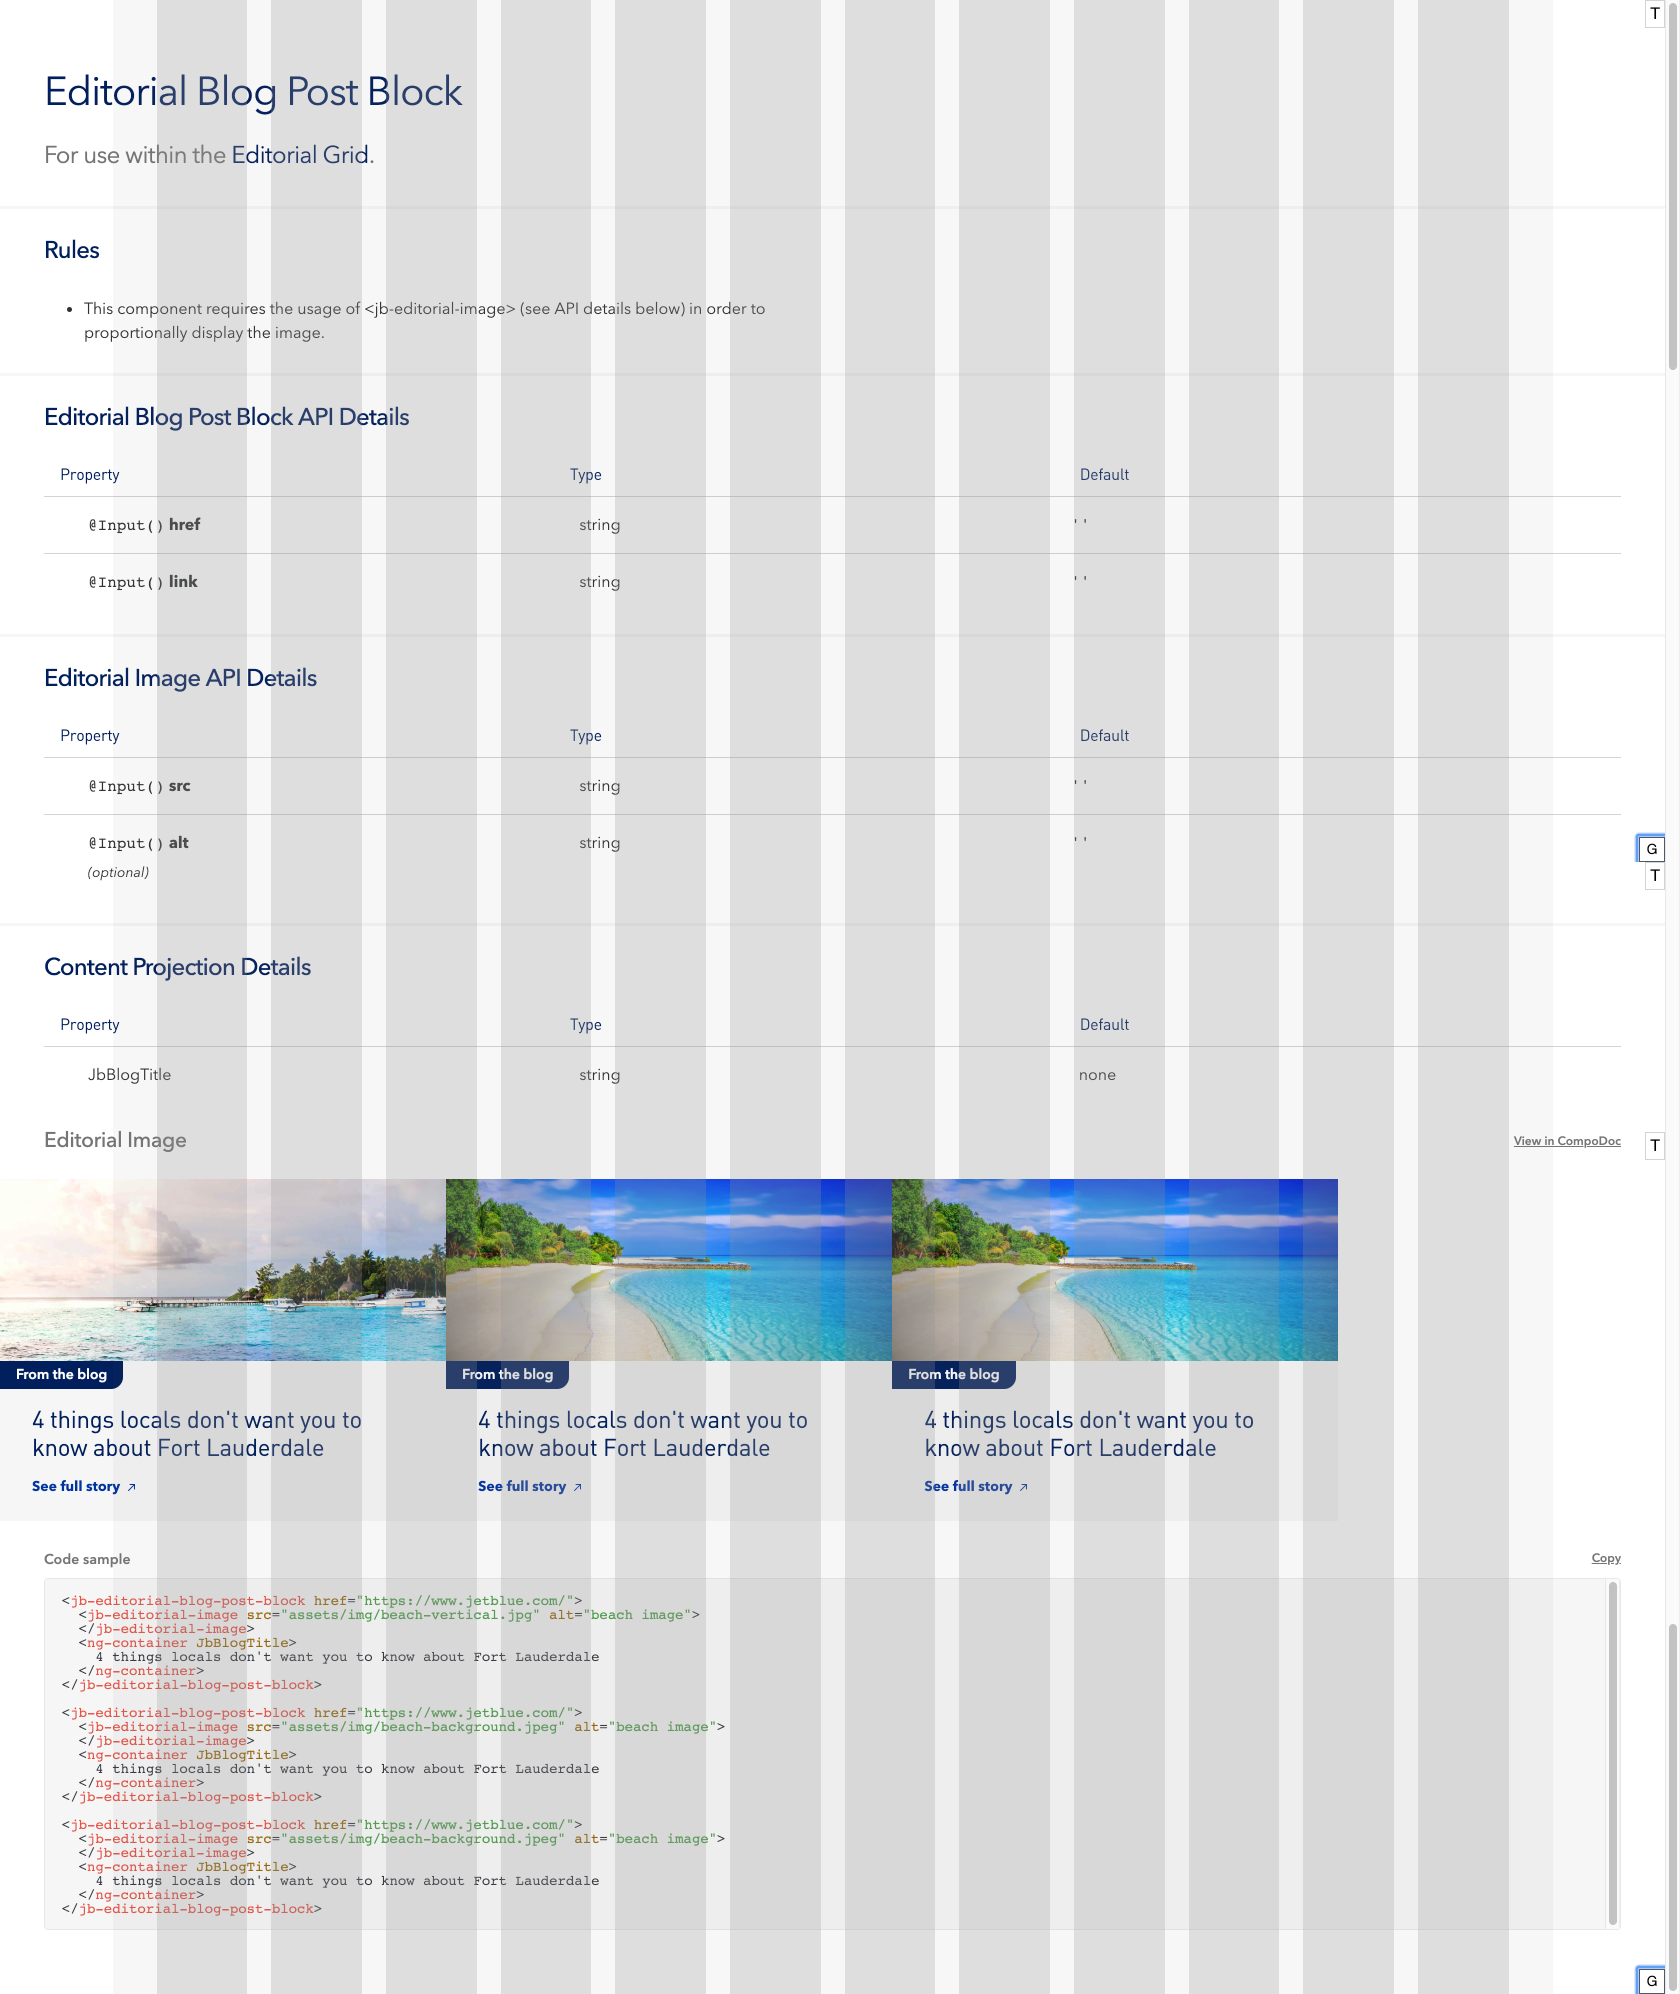 T
Editorial Blog Post Block
For use within the Editorial Grid.
Rules
• This component requires the usage of <jb-editorial-image> (see API details below) in order to
proportionally display the image.
Editorial Blog Post Block API Details
Property Type Default
@Input() href string ' '
@Input() link string ' '
Editorial Image API Details
Property Type Default
@Input() src string ' '
@Input() alt string ' '
G
(optional)
T
Content Projection Details
Property Type Default
JbBlogTitle string none
Editorial Image View in CompoDoc T
From the blog From the blog From the blog
4 things locals don't want you to 4 things locals don't want you to 4 things locals don't want you to
know about Fort Lauderdale know about Fort Lauderdale know about Fort Lauderdale
See full story ↗ See full story ↗ See full story ↗
Code sample Copy
<jb-editorial-blog-post-block href="https://www.jetblue.com/">
  <jb-editorial-image src="assets/img/beach-vertical.jpg" alt="beach image">
  </jb-editorial-image>
  <ng-container JbBlogTitle>
    4 things locals don't want you to know about Fort Lauderdale
  </ng-container>
</jb-editorial-blog-post-block>
<jb-editorial-blog-post-block href="https://www.jetblue.com/">
  <jb-editorial-image src="assets/img/beach-background.jpeg" alt="beach image">
  </jb-editorial-image>
  <ng-container JbBlogTitle>
    4 things locals don't want you to know about Fort Lauderdale
  </ng-container>
</jb-editorial-blog-post-block>
<jb-editorial-blog-post-block href="https://www.jetblue.com/">
  <jb-editorial-image src="assets/img/beach-background.jpeg" alt="beach image">
  </jb-editorial-image>
  <ng-container JbBlogTitle>
    4 things locals don't want you to know about Fort Lauderdale
  </ng-container>
</jb-editorial-blog-post-block>
G